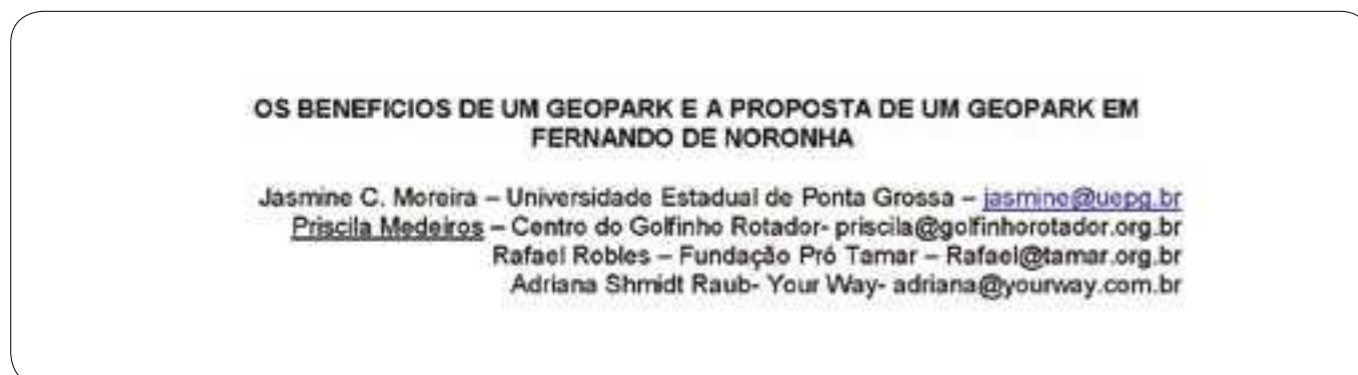 OS BENEFICIOS DE UM GEOPARK E A PROPOSTA DE UM GEOPARK EM
FERNANDO DE NORONHA
Jasmine C. Moreira – Universidade Estadual de Ponta Grossa – jasmine@uepg.br
Priscila Medeiros – Centro do Golfinho Rotador- priscila@golfinhorotador.org.br
Rafael Robles – Fundação Pró Tamar – Rafael@tamar.org.br
Adriana Shmidt Raub- Your Way- adriana@yourway.com.br